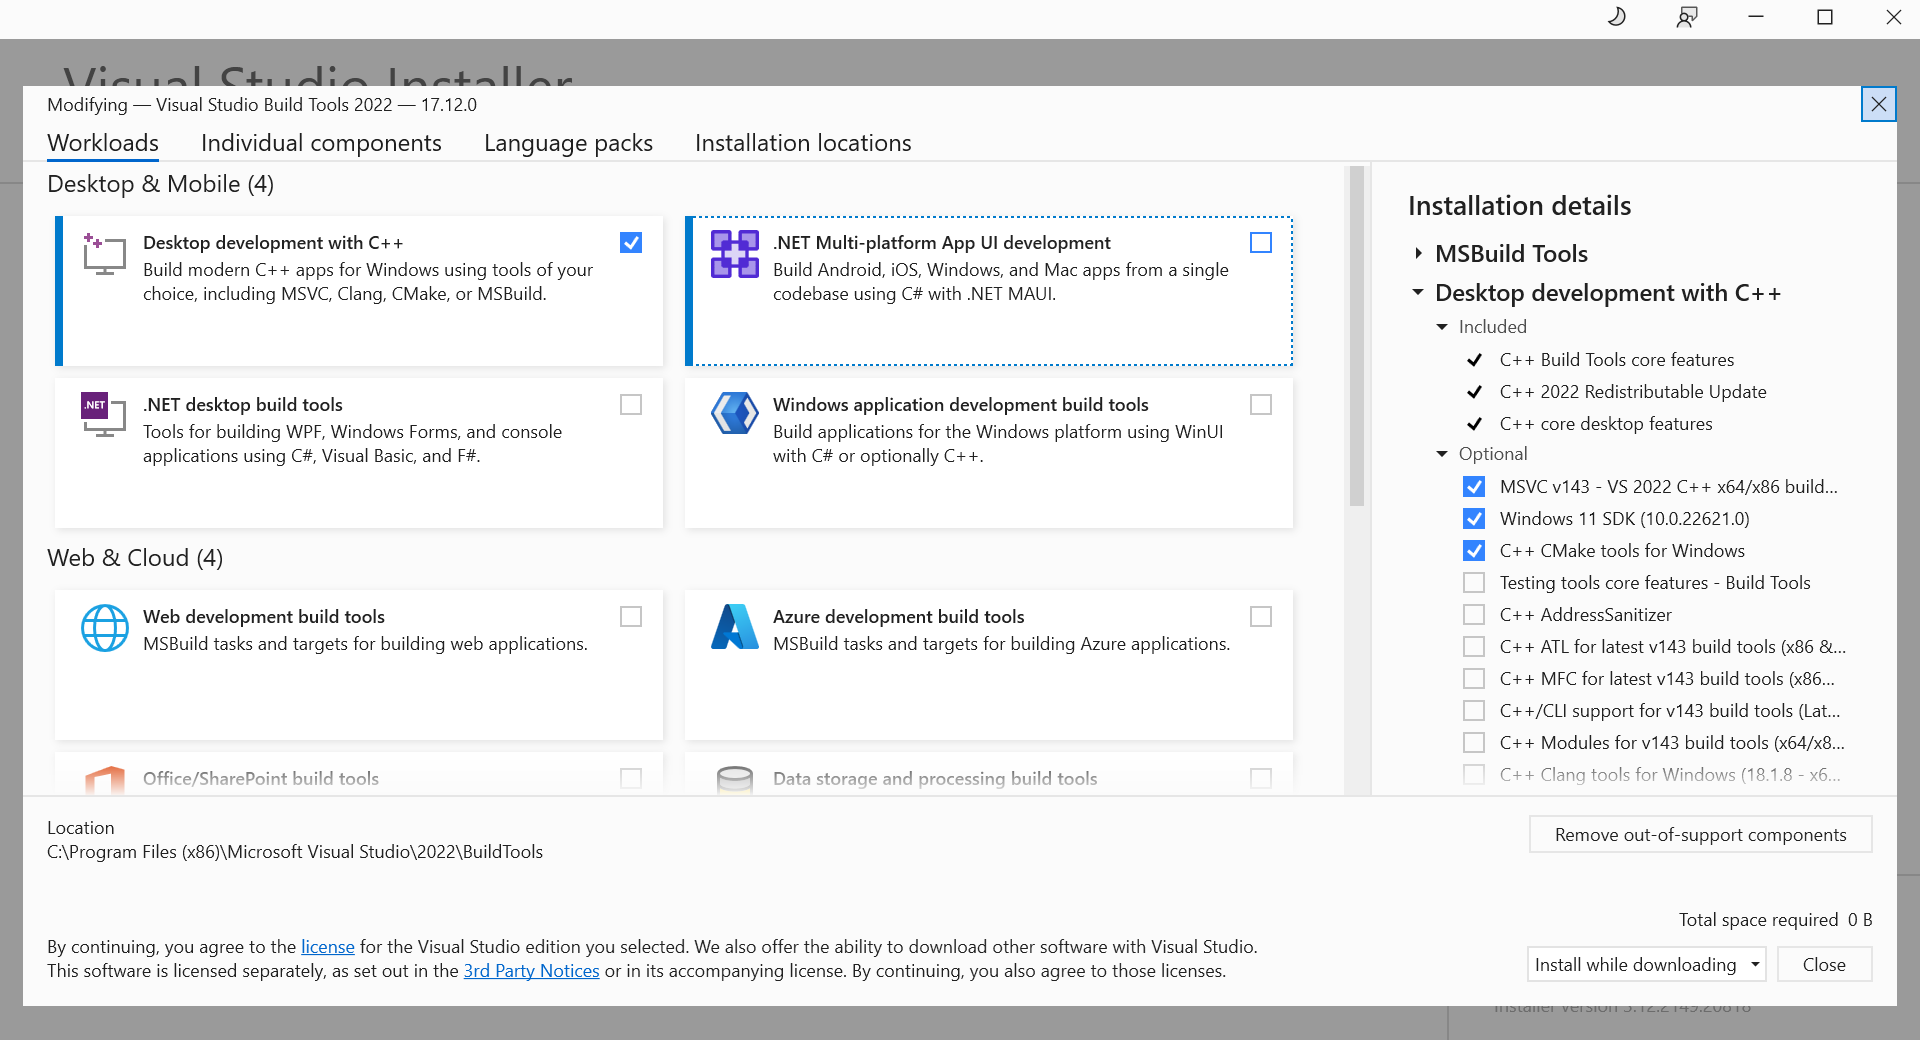 Visual Studio Installer
Modifying — Visual Studio Build Tools 2022 — 17.12.0
Workloads
Individual components
Language packs
Installation locations
Desktop & Mobile (4)
Desktop development with C++
Build modern C++ apps for Windows using tools of your
choice, including MSVC, Clang, CMake, or MSBuild.
.NET Multi-platform App UI development
Build Android, iOS, Windows, and Mac apps from a single
codebase using C# with .NET MAUI.
.NET
.NET desktop build tools
Tools for building WPF, Windows Forms, and console
applications using C#, Visual Basic, and F#.
Windows application development build tools
Build applications for the Windows platform using WinUI
with C# or optionally C++.
Web & Cloud (4)
Web development build tools
MSBuild tasks and targets for building web applications.
Azure development build tools
MSBuild tasks and targets for building Azure applications.
Office/SharePoint build tools
Data storage and processing build tools
Installation details
MSBuild Tools
Desktop development with C++
Included
C++ Build Tools core features
C++ 2022 Redistributable Update
C++ core desktop features
Optional
MSVC v143 - VS 2022 C++ x64/x86 build...
Windows 11 SDK (10.0.22621.0)
C++ CMake tools for Windows
Testing tools core features - Build Tools
C++ AddressSanitizer
C++ ATL for latest v143 build tools (x86 &...
C++ MFC for latest v143 build tools (x86...
C++/CLI support for v143 build tools (Lat...
C++ Modules for v143 build tools (x64/x8...
C++ Clang tools for Windows (18.1.8 - x6...
Location
C:\Program Files (x86)\Microsoft Visual Studio\2022\BuildTools
Remove out-of-support components
Total space required 0 B
By continuing, you agree to the license for the Visual Studio edition you selected. We also offer the ability to download other software with Visual Studio.
This software is licensed separately, as set out in the 3rd Party Notices or in its accompanying license. By continuing, you also agree to those licenses.
Install while downloading
Close
Installer version 3.12.2149.20818